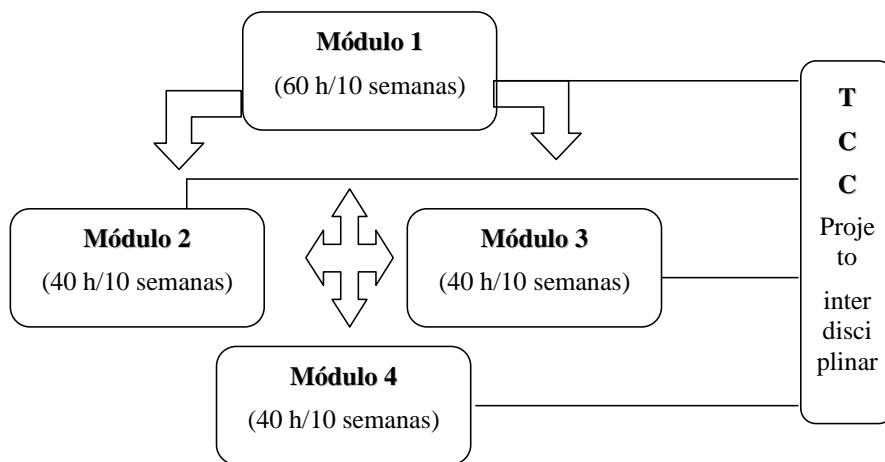 Módulo 1
(60 h/10 semanas)
Módulo 2
(40 h/10 semanas)
Módulo 3
(40 h/10 semanas)
Módulo 4
(40 h/10 semanas)
T
C
C
Proje
to
inter
disci
plinar